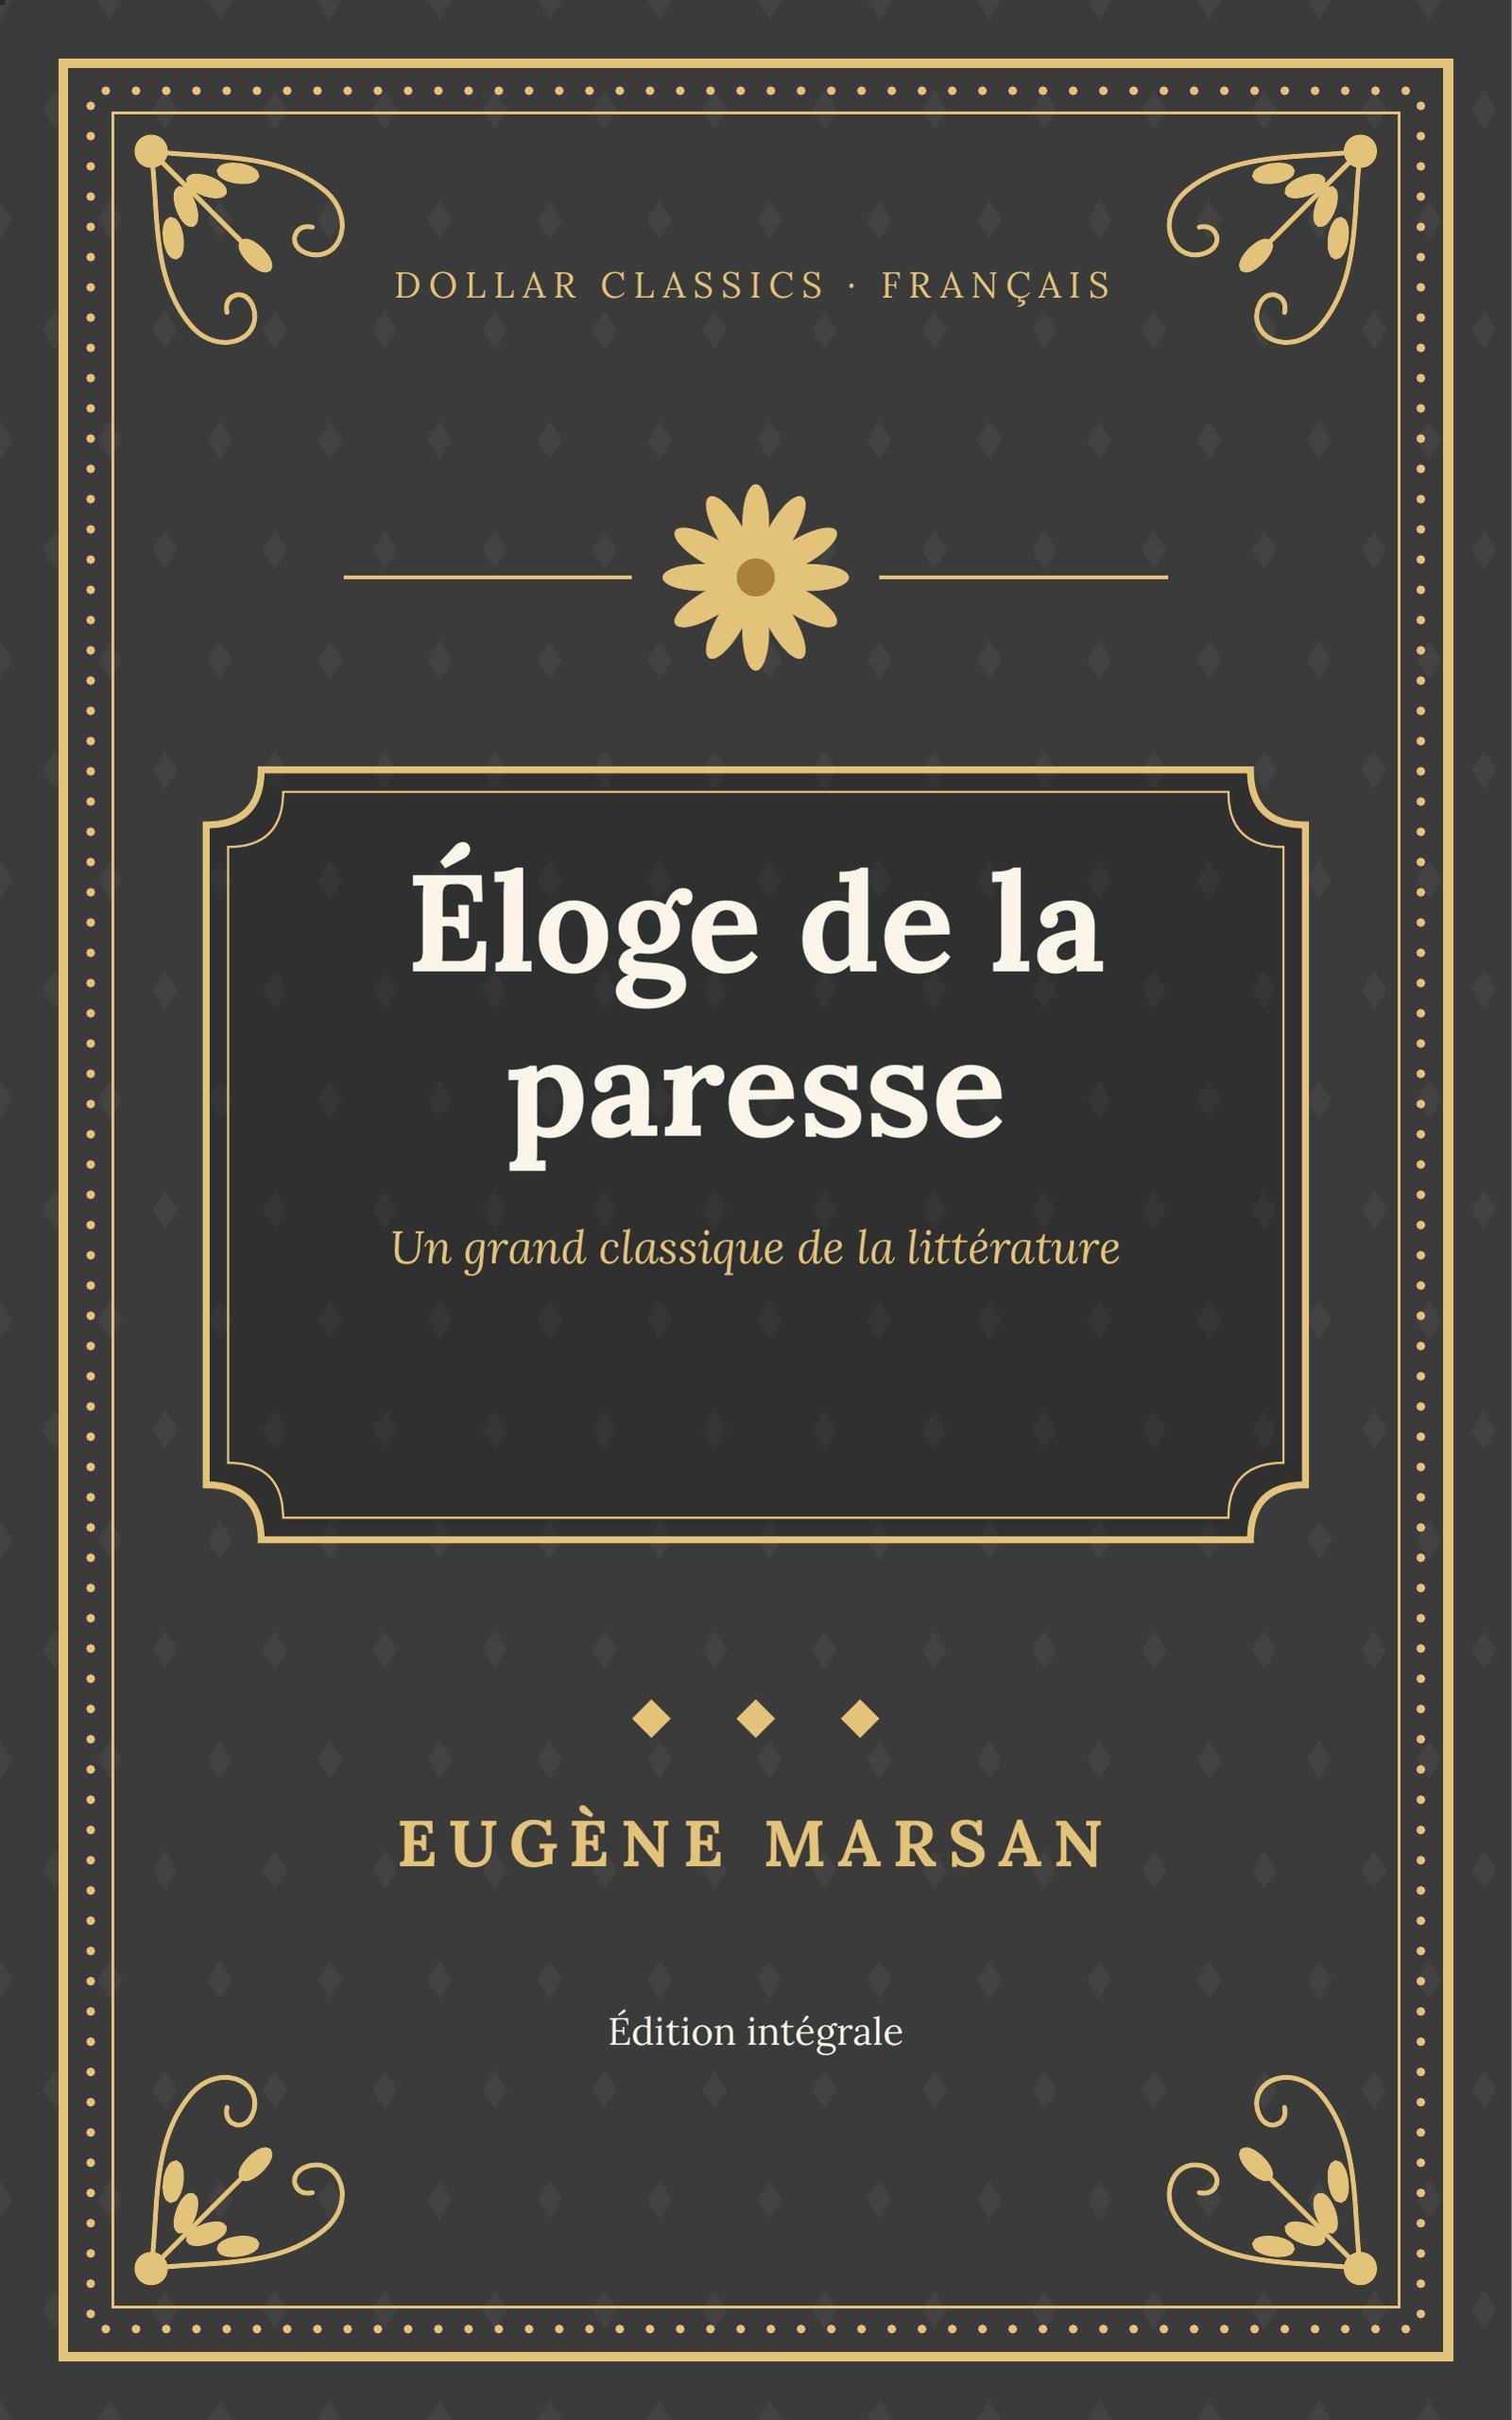 DOLLAR CLASSICS · FRANÇAIS
Éloge de la
paresse
Un grand classique de la littérature
EUGÈNE MARSAN
Édition intégrale